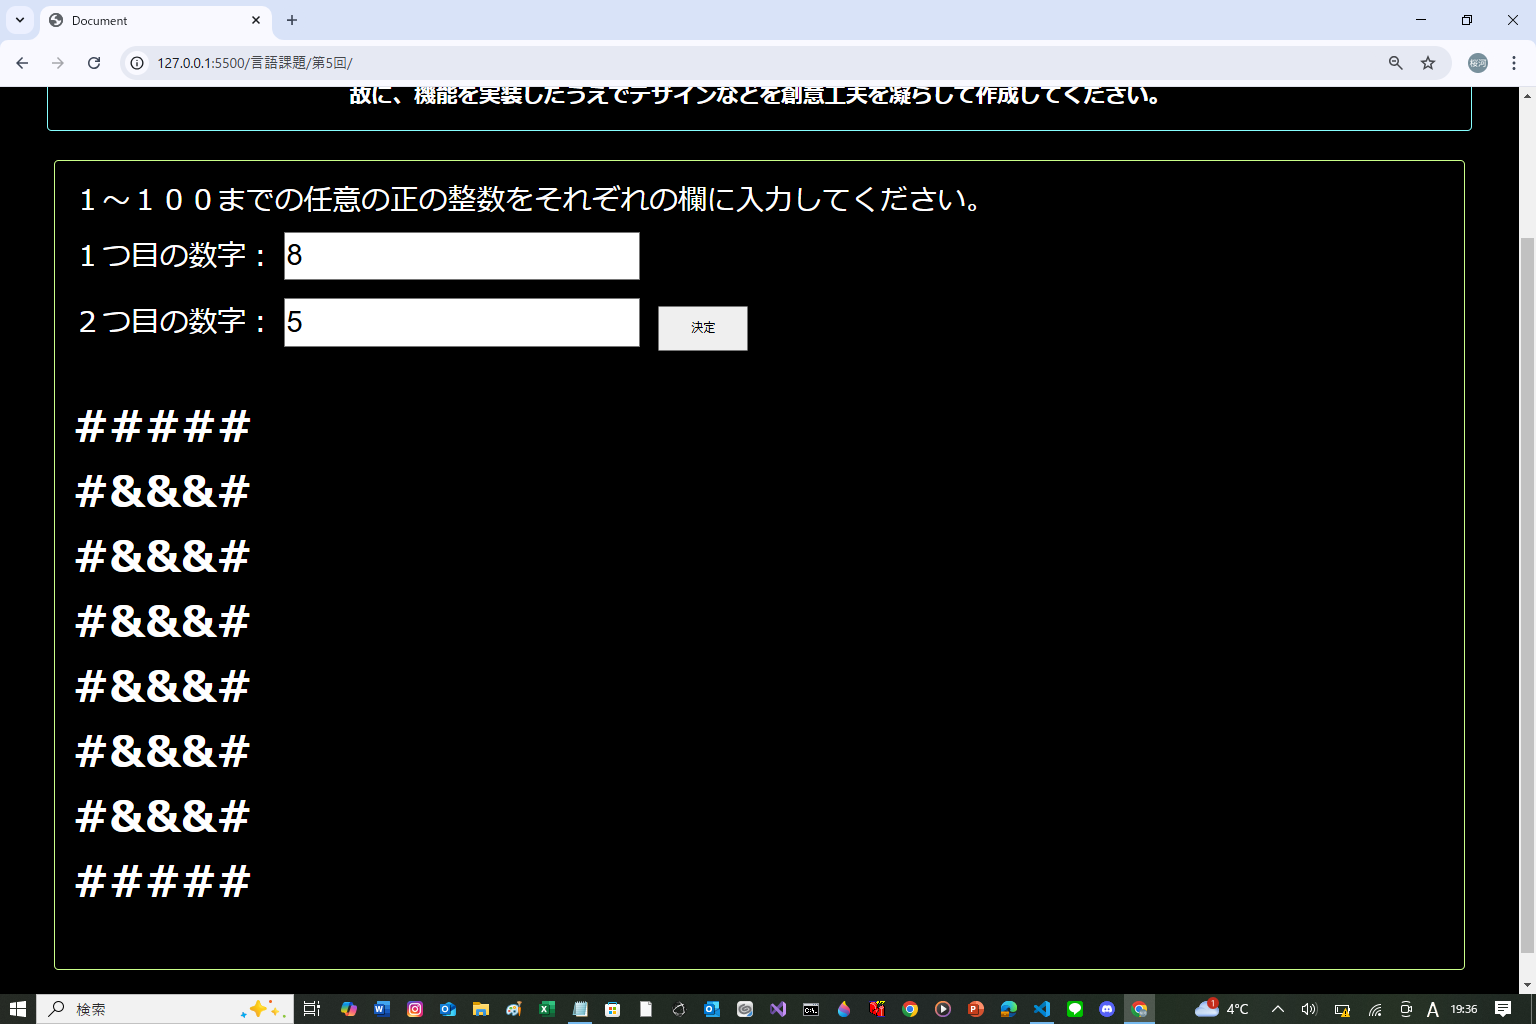 Document
127.0.0.1:5500/言語課題/第5回/
桜河
故に、機能を実装したうえでデザインなどを創意工夫を凝らして作成してください。
１～１００までの任意の正の整数をそれぞれの欄に入力してください。
１つ目の数字： 8
２つ目の数字： 5 決定
#####
#&&&#
#&&&#
#&&&#
#&&&#
#&&&#
#&&&#
#####
検索 1 4°C A 19:36